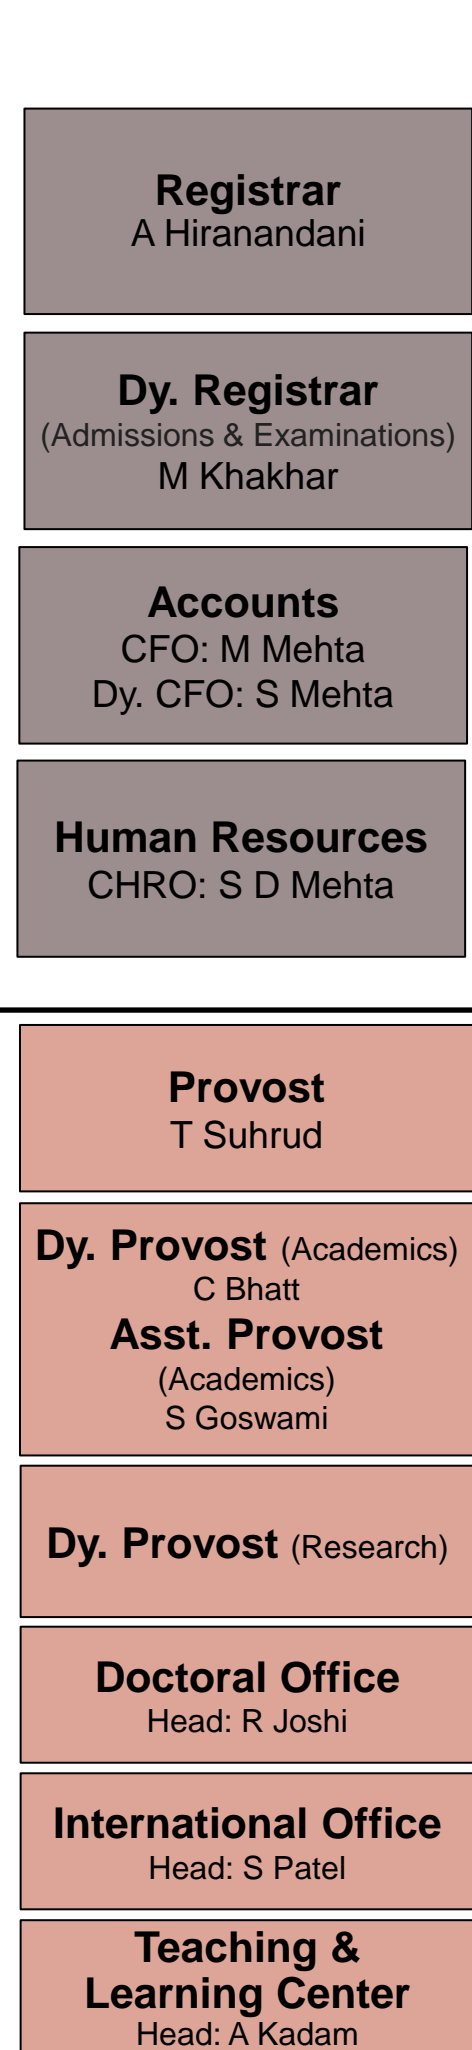 Registrar
A Hiranandani
Dy. Registrar
(Admissions & Examinations)
M Khakhar
Accounts
CFO: M Mehta
Dy. CFO: S Mehta
Human Resources
CHRO: S D Mehta
Provost
T Suhrud
Dy. Provost (Academics)
C Bhatt
Asst. Provost
(Academics)
S Goswami
Dy. Provost (Research)
Doctoral Office
Head: R Joshi
International Office
Head: S Patel
Teaching &
Learning Center
Head: A Kadam